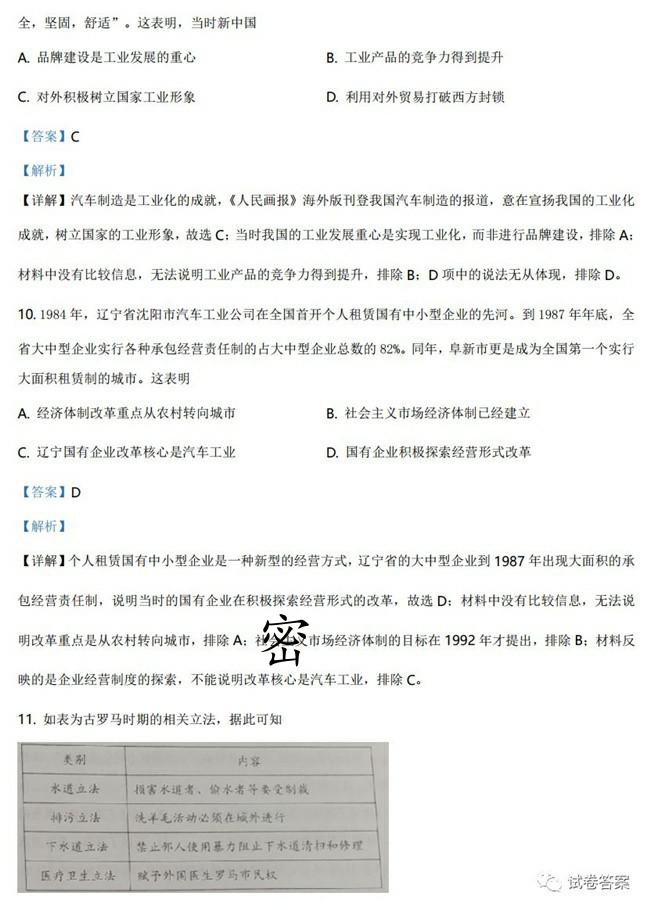 全，坚固，舒适”。这表明，当时新中国
A. 品牌建设是工业发展的重心 B. 工业产品的竞争力得到提升
C. 对外积极树立国家工业形象 D. 利用对外贸易打破西方封锁
【答案】C
【解析】
【详解】汽车制造是工业化的成就，《人民画报》海外版刊登我国汽车制造的报道，意在宣扬我国的工业化
成就，树立国家的工业形象，故选 C；当时我国的工业发展重心是实现工业化，而非进行品牌建设，排除 A；
材料中没有比较信息，无法说明工业产品的竞争力得到提升，排除 B；D 项中的说法无从体现，排除 D。
10. 1984 年，辽宁省沈阳市汽车工业公司在全国首开个人租赁国有中小型企业的先河。到 1987 年年底，全
省大中型企业实行各种承包经营责任制的占大中型企业总数的 82%。同年，阜新市更是成为全国第一个实行
大面积租赁制的城市。这表明
A. 经济体制改革重点从农村转向城市 B. 社会主义市场经济体制已经建立
C. 辽宁国有企业改革核心是汽车工业 D. 国有企业积极探索经营形式改革
【答案】D
【解析】
【详解】个人租赁国有中小型企业是一种新型的经营方式，辽宁省的大中型企业到 1987 年出现大面积的承
包经营责任制，说明当时的国有企业在积极探索经营形式的改革，故选 D；材料中没有比较信息，无法说
明改革重点是从农村转向城市，排除 A；社会主义市场经济体制的目标在 1992 年才提出，排除 B；材料反
密
映的是企业经营制度的探索，不能说明改革核心是汽车工业，排除 C。
11. 如表为古罗马时期的相关立法，据此可知
类别 内容
水道立法 损害水道者、偷水者等要受制裁
排污立法 洗羊毛活动必须在城外进行
下水道立法 禁止邻人使用暴力阻止下水道清扫和修理
医疗卫生立法 赋予外国医生罗马市民权
试卷答案